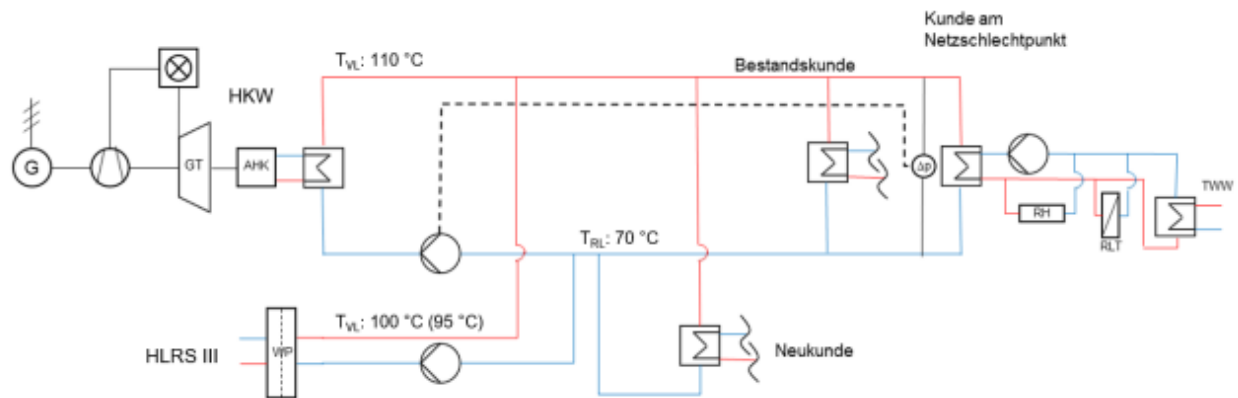 Kunde am
Netzschlechtpunkt
T_VL: 110 °C
Bestandskunde
HKW
G
GT
AHK
Δp
TWW
RH
RLT
T_RL: 70 °C
T_VL: 100 °C (95 °C)
HLRS III
WP
Neukunde